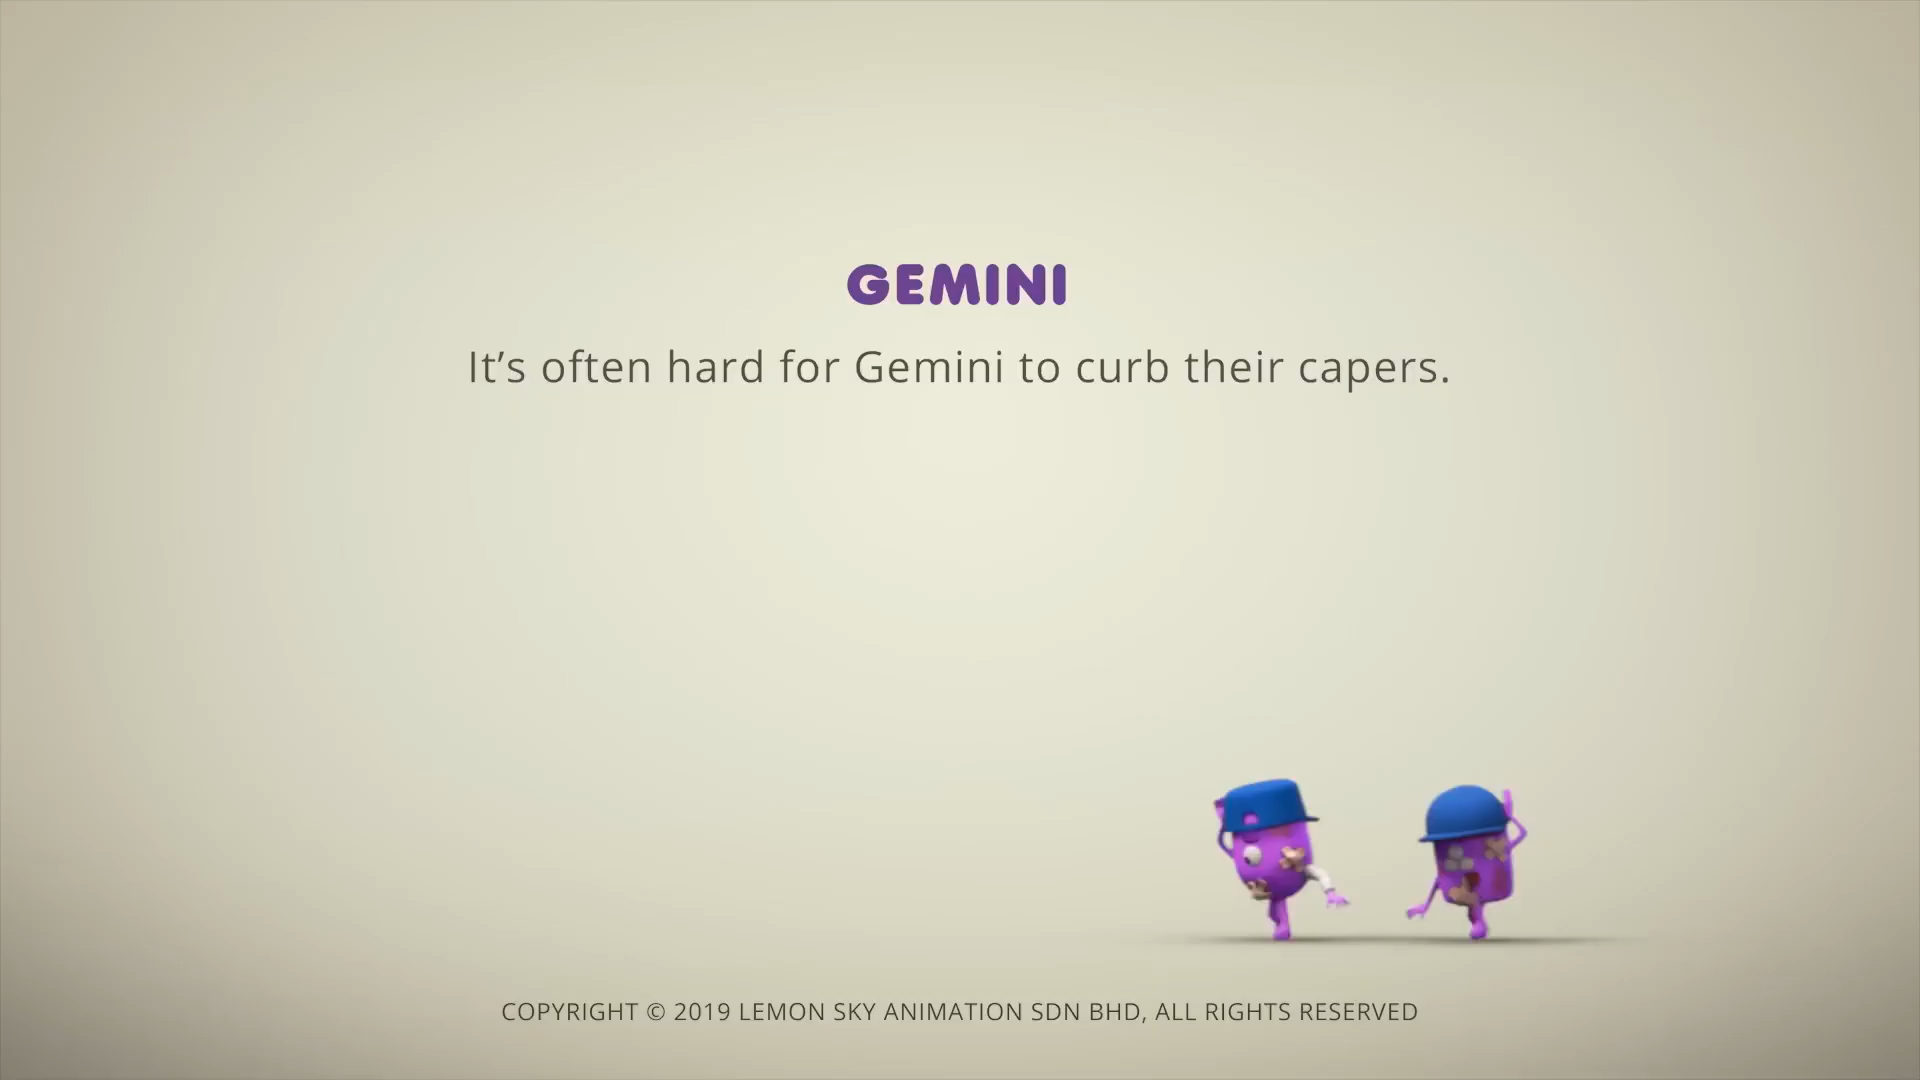 GEMINI
It’s often hard for Gemini to curb their capers.
COPYRIGHT © 2019 LEMON SKY ANIMATION SDN BHD, ALL RIGHTS RESERVED